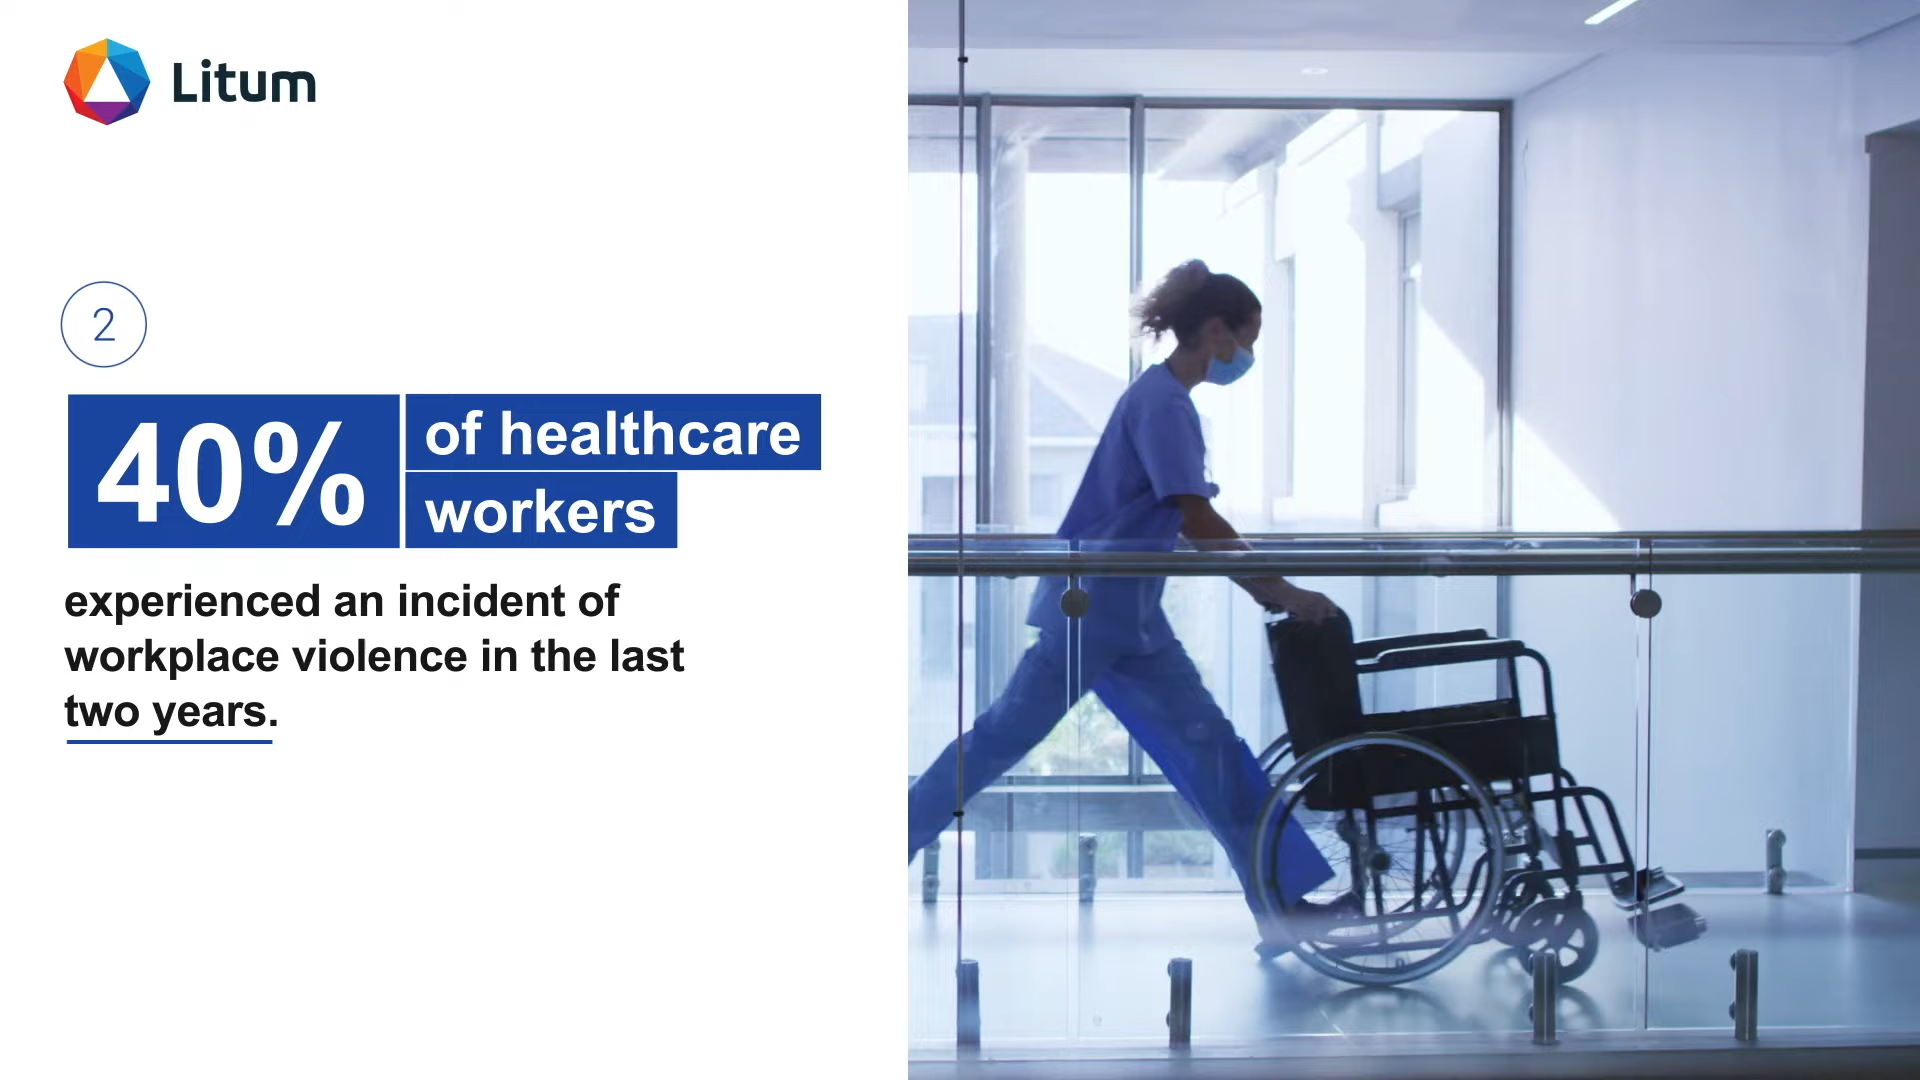 Litum
2
40%
of healthcare
workers
experienced an incident of
workplace violence in the last
two years.